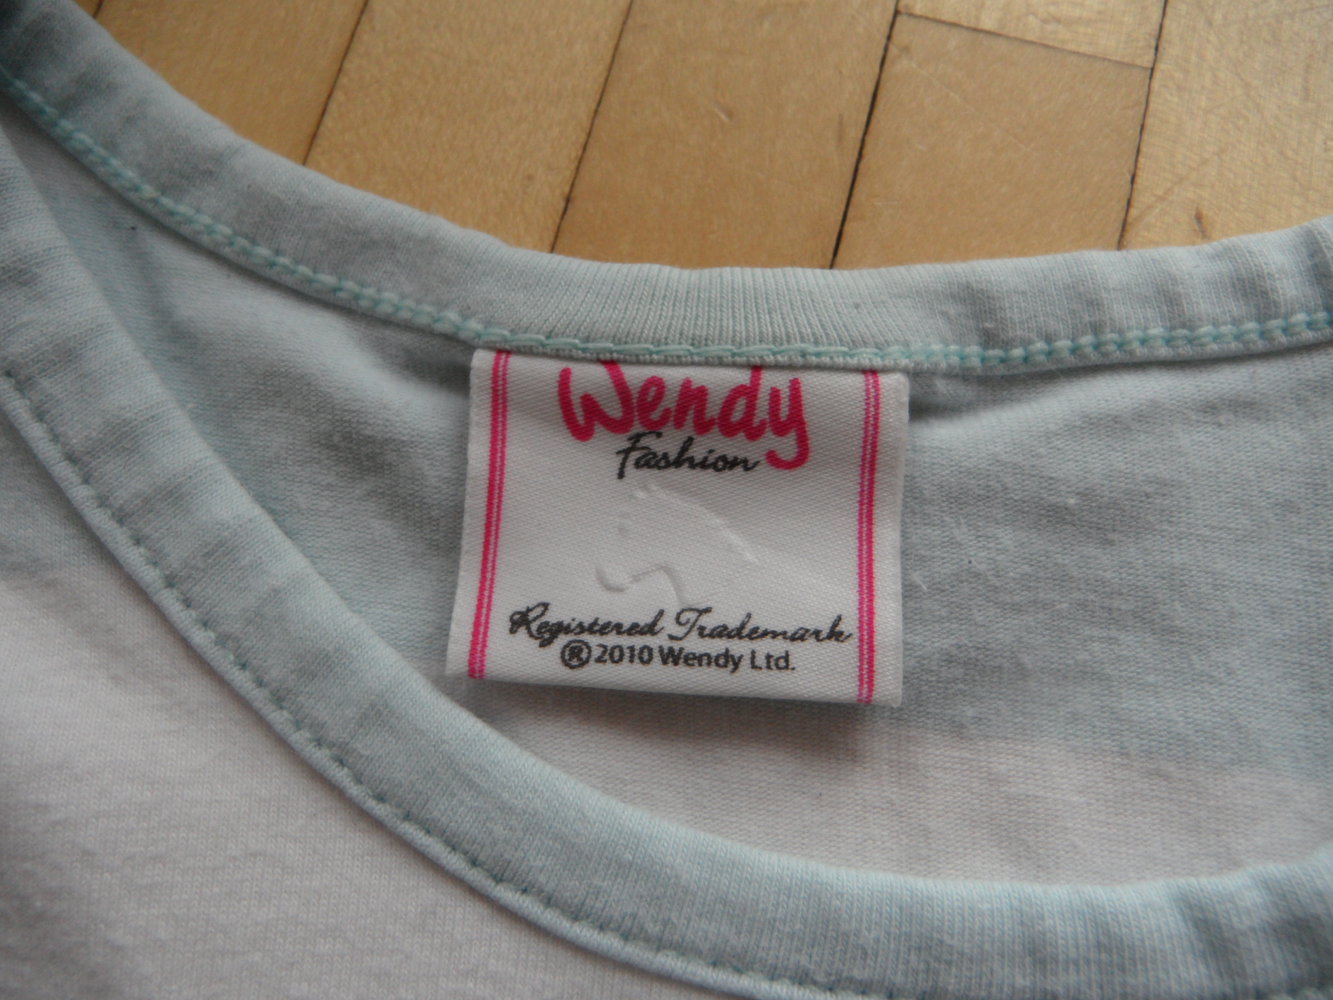 Wendy
Fashion
Registered Trademark
® 2010 Wendy Ltd.